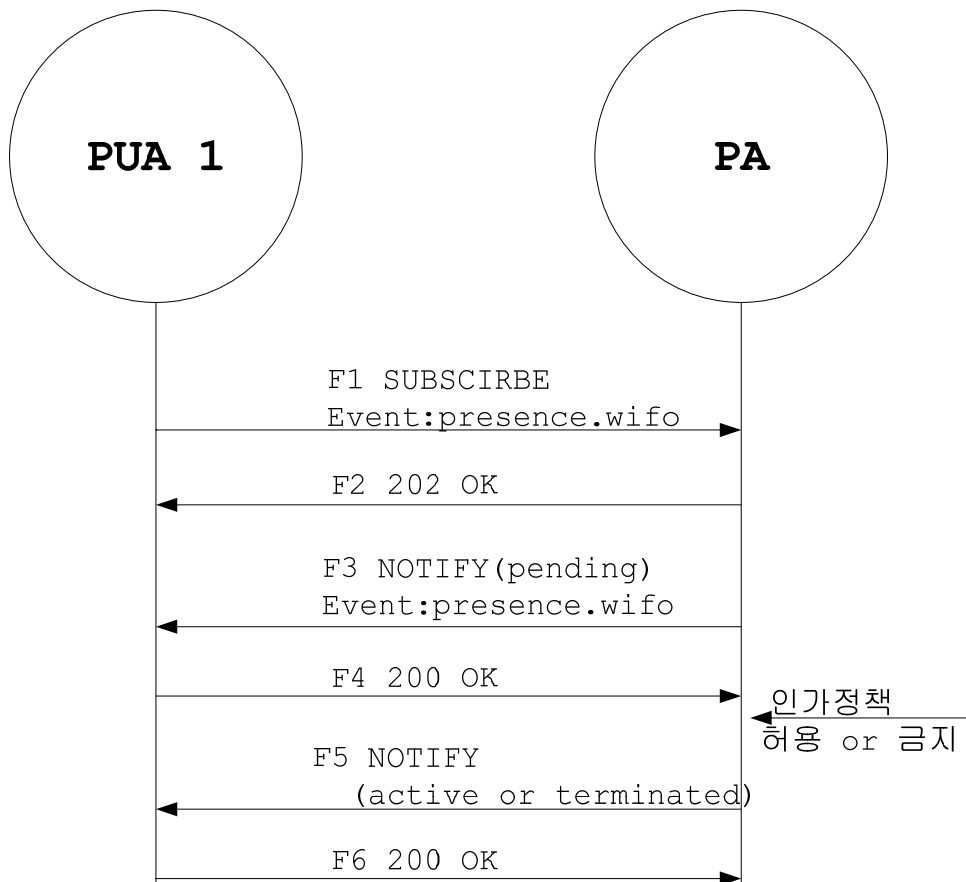 PUA 1
PA
F1 SUBSCIRBE
Event:presence.wifo
F2 202 OK
F3 NOTIFY(pending)
Event:presence.wifo
F4 200 OK
인가정책
허용 or 금지
F5 NOTIFY
(active or terminated)
F6 200 OK